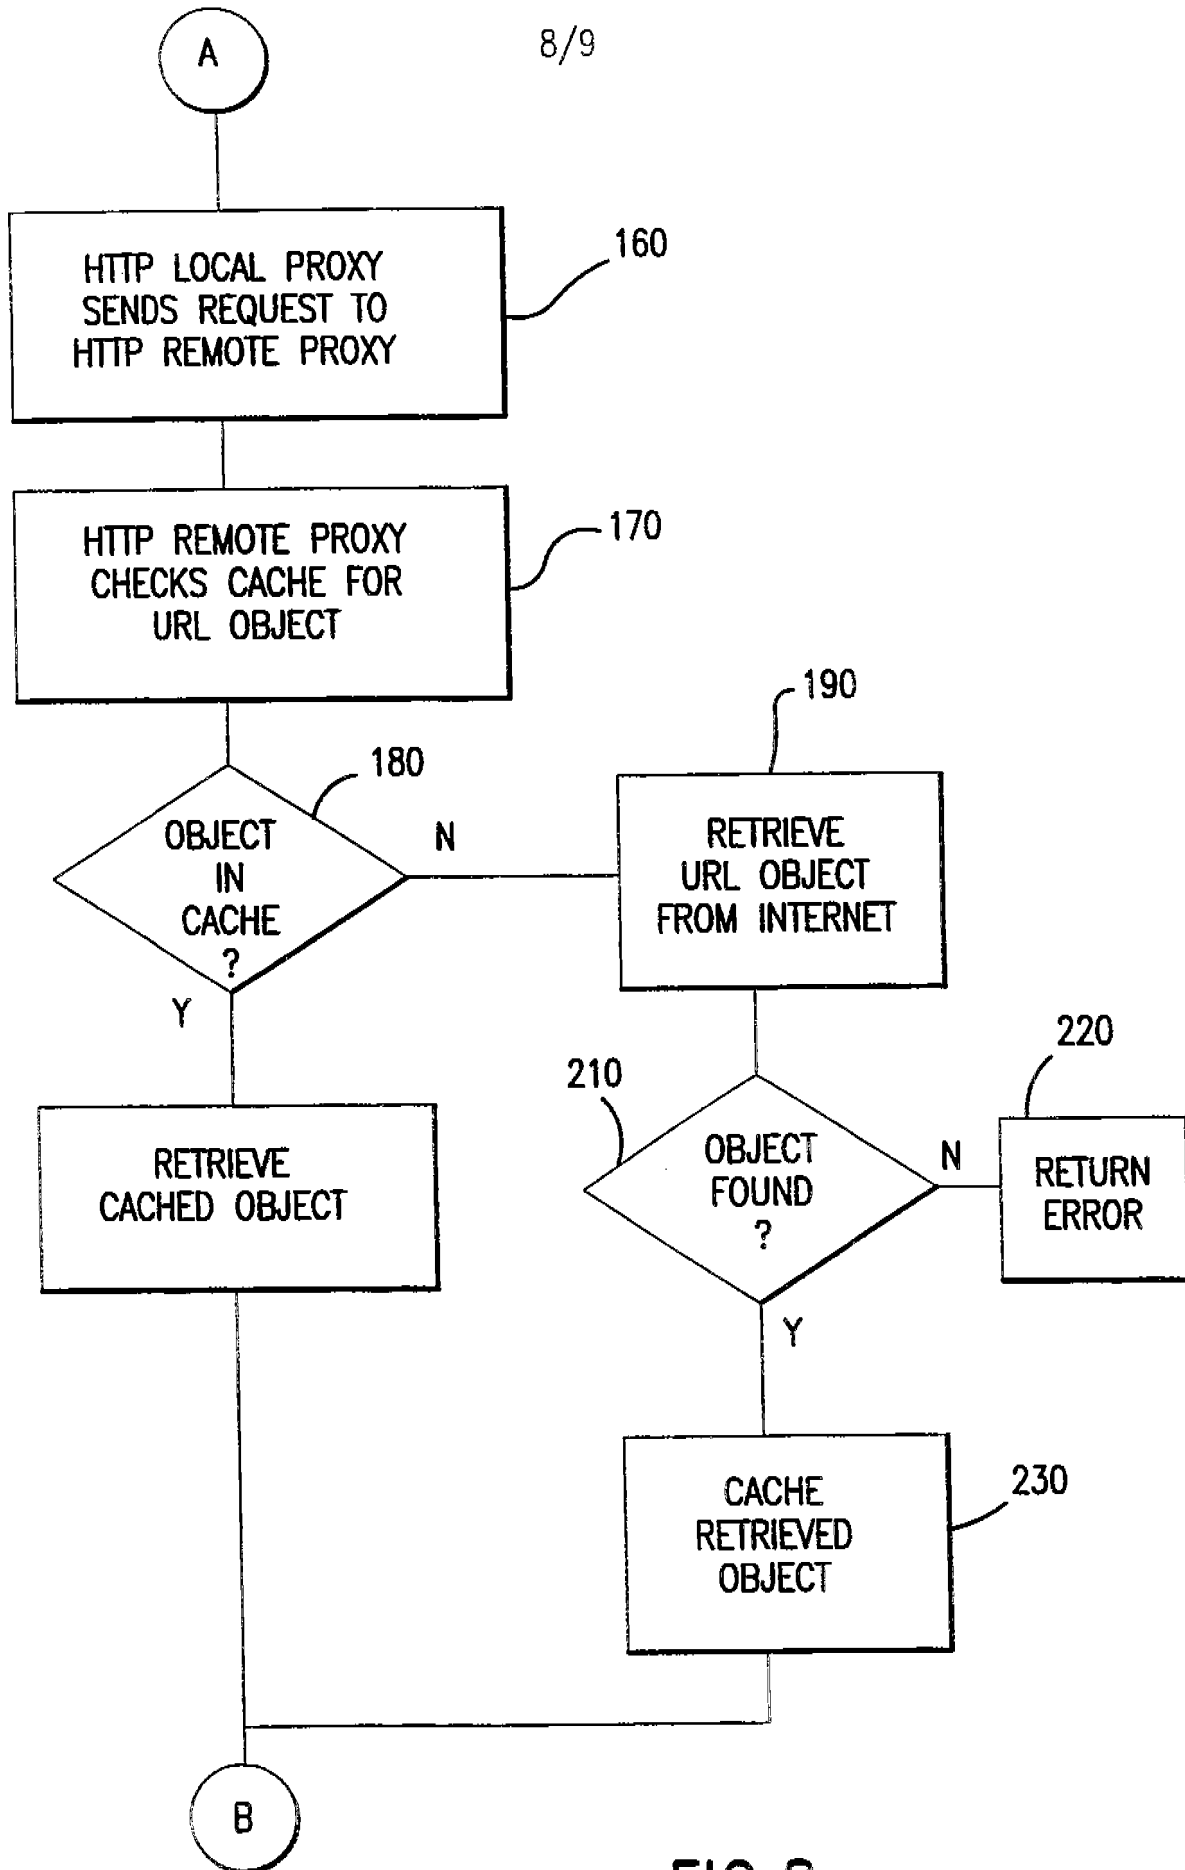 A
8/9
HTTP LOCAL PROXY
SENDS REQUEST TO
HTTP REMOTE PROXY
160
HTTP REMOTE PROXY
CHECKS CACHE FOR
URL OBJECT
170
180
OBJECT
IN
CACHE
?
N
Y
190
RETRIEVE
URL OBJECT
FROM INTERNET
RETRIEVE
CACHED OBJECT
210
OBJECT
FOUND
?
N
Y
220
RETURN
ERROR
CACHE
RETRIEVED
OBJECT
230
B